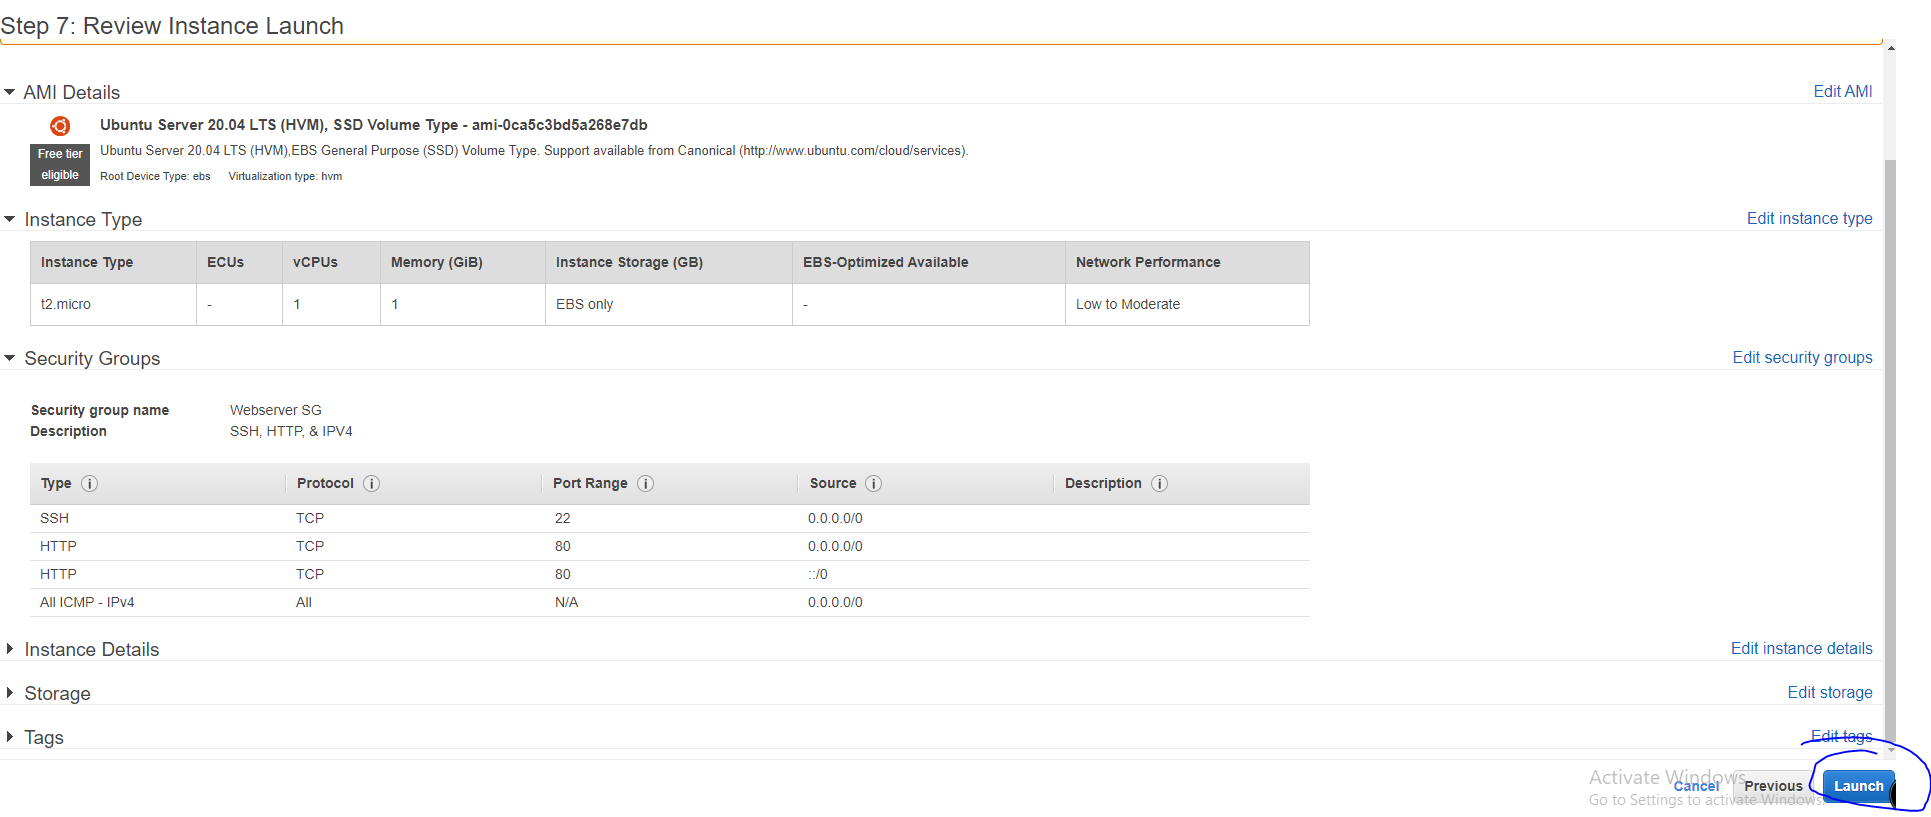 Step 7: Review Instance Launch
AMI Details Edit AMI
Ubuntu Server 20.04 LTS (HVM), SSD Volume Type - ami-0ca5c3bd5a268e7db
Free tier eligible
Ubuntu Server 20.04 LTS (HVM),EBS General Purpose (SSD) Volume Type. Support available from Canonical (http://www.ubuntu.com/cloud/services).
Root Device Type: ebs Virtualization type: hvm
Instance Type Edit instance type
Instance Type ECUs vCPUs Memory (GiB) Instance Storage (GB) EBS-Optimized Available Network Performance
t2.micro - 1 1 EBS only - Low to Moderate
Security Groups Edit security groups
Security group name Webserver SG
Description SSH, HTTP, & IPV4
Type i Protocol i Port Range i Source i Description i
SSH TCP 22 0.0.0.0/0
HTTP TCP 80 0.0.0.0/0
HTTP TCP 80 ::/0
All ICMP - IPv4 All N/A 0.0.0.0/0
Instance Details Edit instance details
Storage Edit storage
Tags Edit tags
Activate Windows
Go to Settings to activate Windows.
Cancel Previous Launch